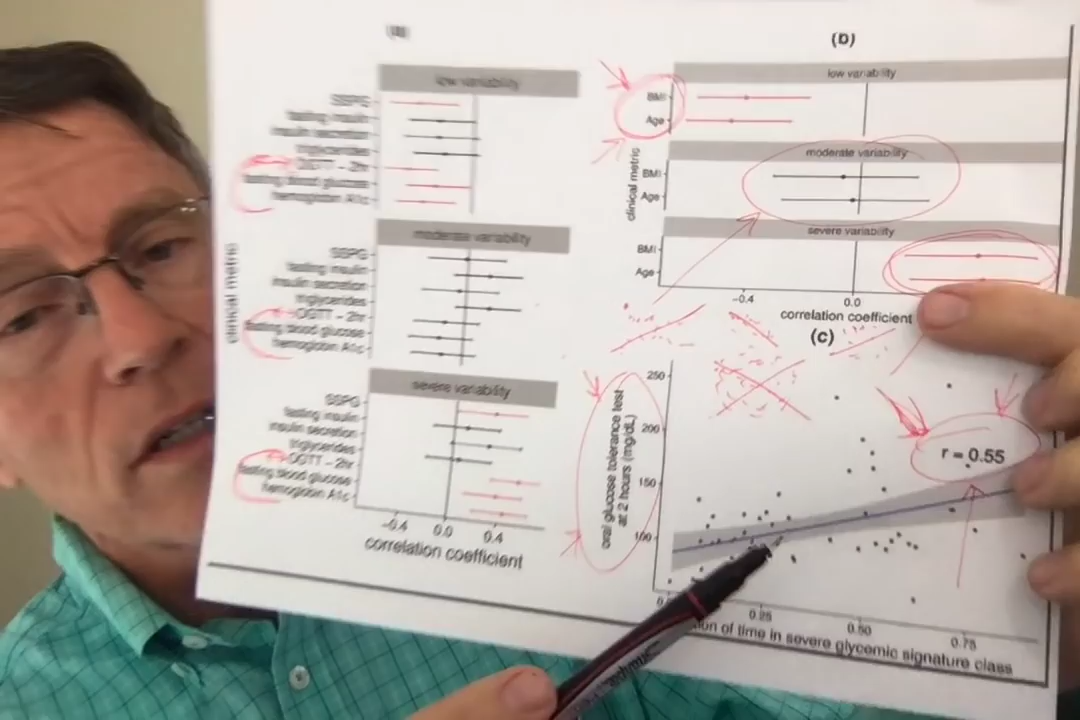 (a)
low variability
SSPG
fasting insulin
insulin secretion
triglycerides
OGTT - 2hr
fasting blood glucose
hemoglobin A1c
moderate variability
SSPG
fasting insulin
insulin secretion
triglycerides
OGTT - 2hr
fasting blood glucose
hemoglobin A1c
severe variability
SSPG
fasting insulin
insulin secretion
triglycerides
OGTT - 2hr
fasting blood glucose
hemoglobin A1c
-0.4 0.0 0.4
correlation coefficient
clinical metric
(b)
low variability
BMI
Age
moderate variability
BMI
Age
severe variability
BMI
Age
clinical metric
-0.4 0.0
correlation coefficient
(c)
250
200
150
100
oral glucose tolerance test
at 2 hours (mg/dL)
r = 0.55
0.25 0.50 0.75
of time in severe glycemic signature class